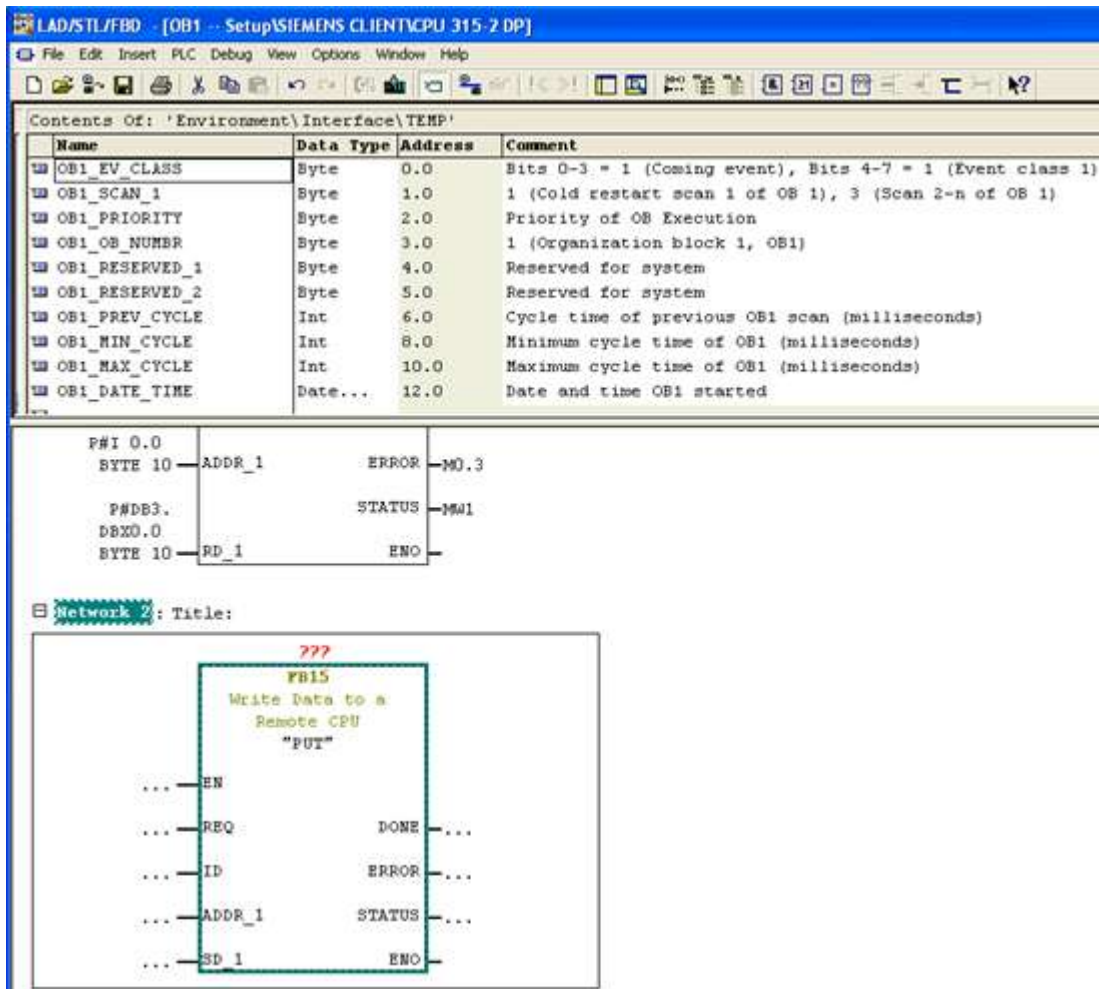 LAD/STL/FBD - [OB1 -- Setup\SIEMENS CLIENT\CPU 315-2 DP]
File Edit Insert PLC Debug View Options Window Help
Contents Of: 'Environment\Interface\TEMP'
Name Data Type Address Comment
OB1_EV_CLASS Byte 0.0 Bits 0-3 = 1 (Coming event), Bits 4-7 = 1 (Event class 1)
OB1_SCAN_1 Byte 1.0 1 (Cold restart scan 1 of OB 1), 3 (Scan 2-n of OB 1)
OB1_PRIORITY Byte 2.0 Priority of OB Execution
OB1_OB_NUMBR Byte 3.0 1 (Organization block 1, OB1)
OB1_RESERVED_1 Byte 4.0 Reserved for system
OB1_RESERVED_2 Byte 5.0 Reserved for system
OB1_PREV_CYCLE Int 6.0 Cycle time of previous OB1 scan (milliseconds)
OB1_MIN_CYCLE Int 8.0 Minimum cycle time of OB1 (milliseconds)
OB1_MAX_CYCLE Int 10.0 Maximum cycle time of OB1 (milliseconds)
OB1_DATE_TIME Date... 12.0 Date and time OB1 started
P#I 0.0
BYTE 10 ADDR_1 ERROR M0.3
P#DB3. STATUS MW1
DBX0.0
BYTE 10 RD_1 ENO
Network 2: Title:
???
FB15
Write Data to a
Remote CPU
"PUT"
... EN
... REQ DONE ...
... ID ERROR ...
... ADDR_1 STATUS ...
... SD_1 ENO